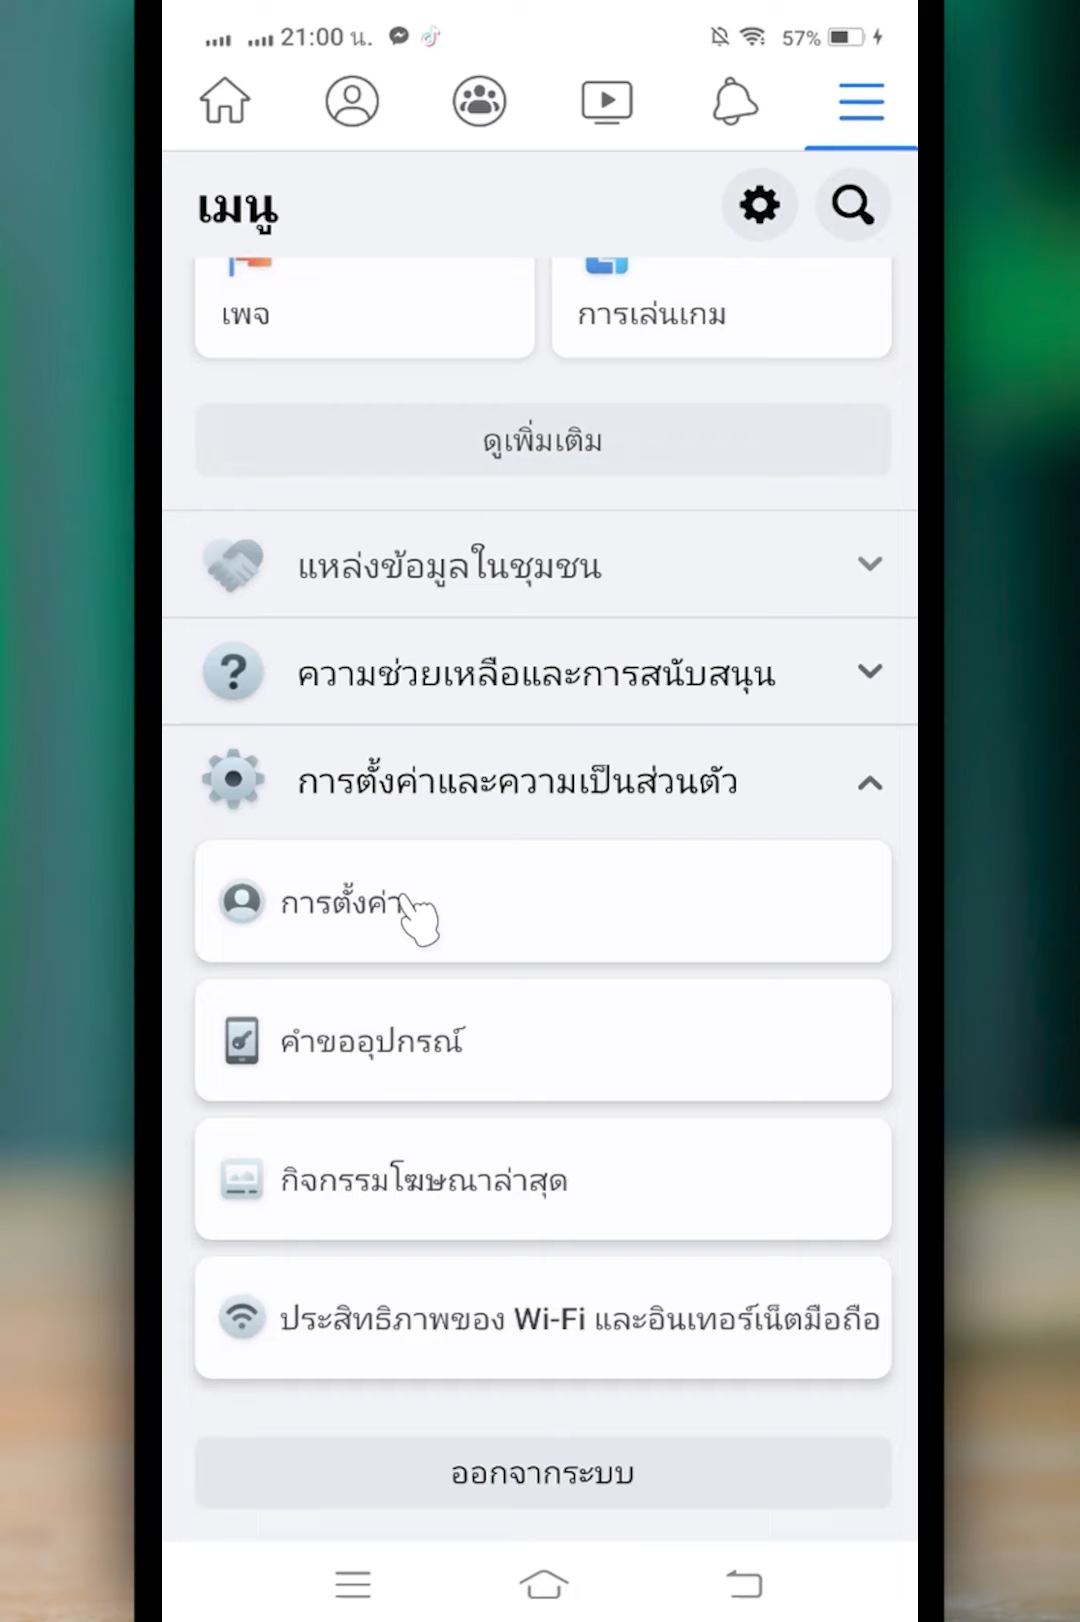 21:00 น.
57%
เมนู
เพจ
การเล่นเกม
ดูเพิ่มเติม
แหล่งข้อมูลในชุมชน
ความช่วยเหลือและการสนับสนุน
การตั้งค่าและความเป็นส่วนตัว
การตั้งค่า
คำขออุปกรณ์
กิจกรรมโฆษณาล่าสุด
ประสิทธิภาพของ Wi-Fi และอินเทอร์เน็ตมือถือ
ออกจากระบบ